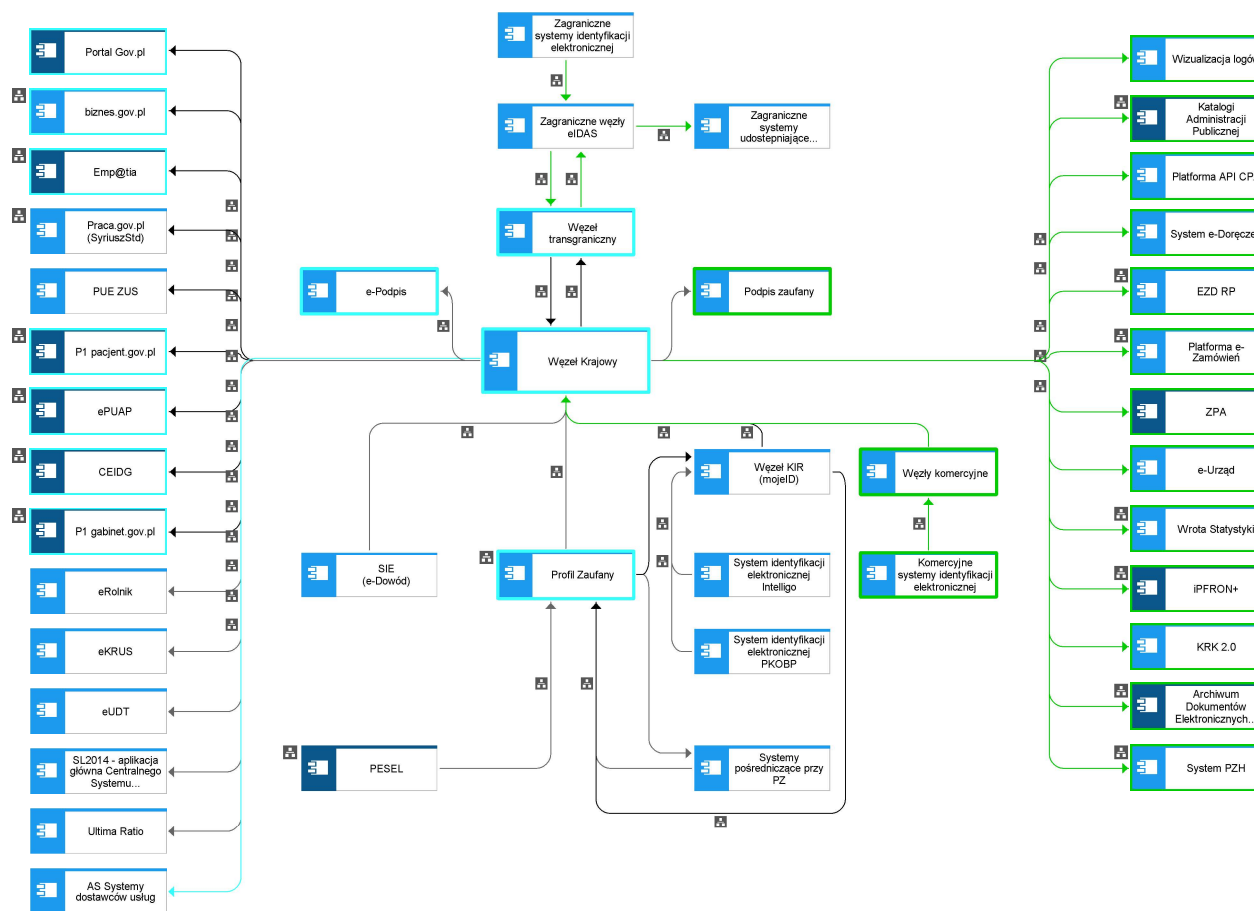 Portal Gov.pl
biznes.gov.pl
Emp@tia
Praca.gov.pl
(SyriuszStd)
PUE ZUS
P1 pacjent.gov.pl
ePUAP
CEIDG
P1 gabinet.gov.pl
eRolnik
eKRUS
eUDT
SL2014 - aplikacja
główna Centralnego
Systemu...
Ultima Ratio
AS Systemy
dostawców usług
Zagraniczne
systemy identyfikacji
elektronicznej
Zagraniczne węzły
eIDAS
Zagraniczne
systemy
udostępniające...
Węzeł
transgraniczny
e-Podpis
Podpis zaufany
Węzeł Krajowy
Węzeł KIR
(mojeID)
Węzły komercyjne
SIE
(e-Dowód)
Profil Zaufany
System identyfikacji
elektronicznej
Intelligo
Komercyjne
systemy identyfikacji
elektronicznej
System identyfikacji
elektronicznej
PKOBP
PESEL
Systemy
pośredniczące przy
PZ
Wizualizacja logów
Katalogi
Administracji
Publicznej
Platforma API CP
System e-Doręcze
EZD RP
Platforma e-
Zamówień
ZPA
e-Urząd
Wrota Statystyki
iPFRON+
KRK 2.0
Archiwum
Dokumentów
Elektronicznych...
System PZH